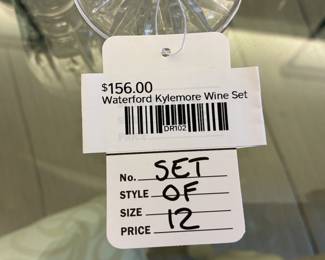 $156.00
Waterford Kylemore Wine Set
DR102
No. SET
STYLE OF
SIZE 12
PRICE